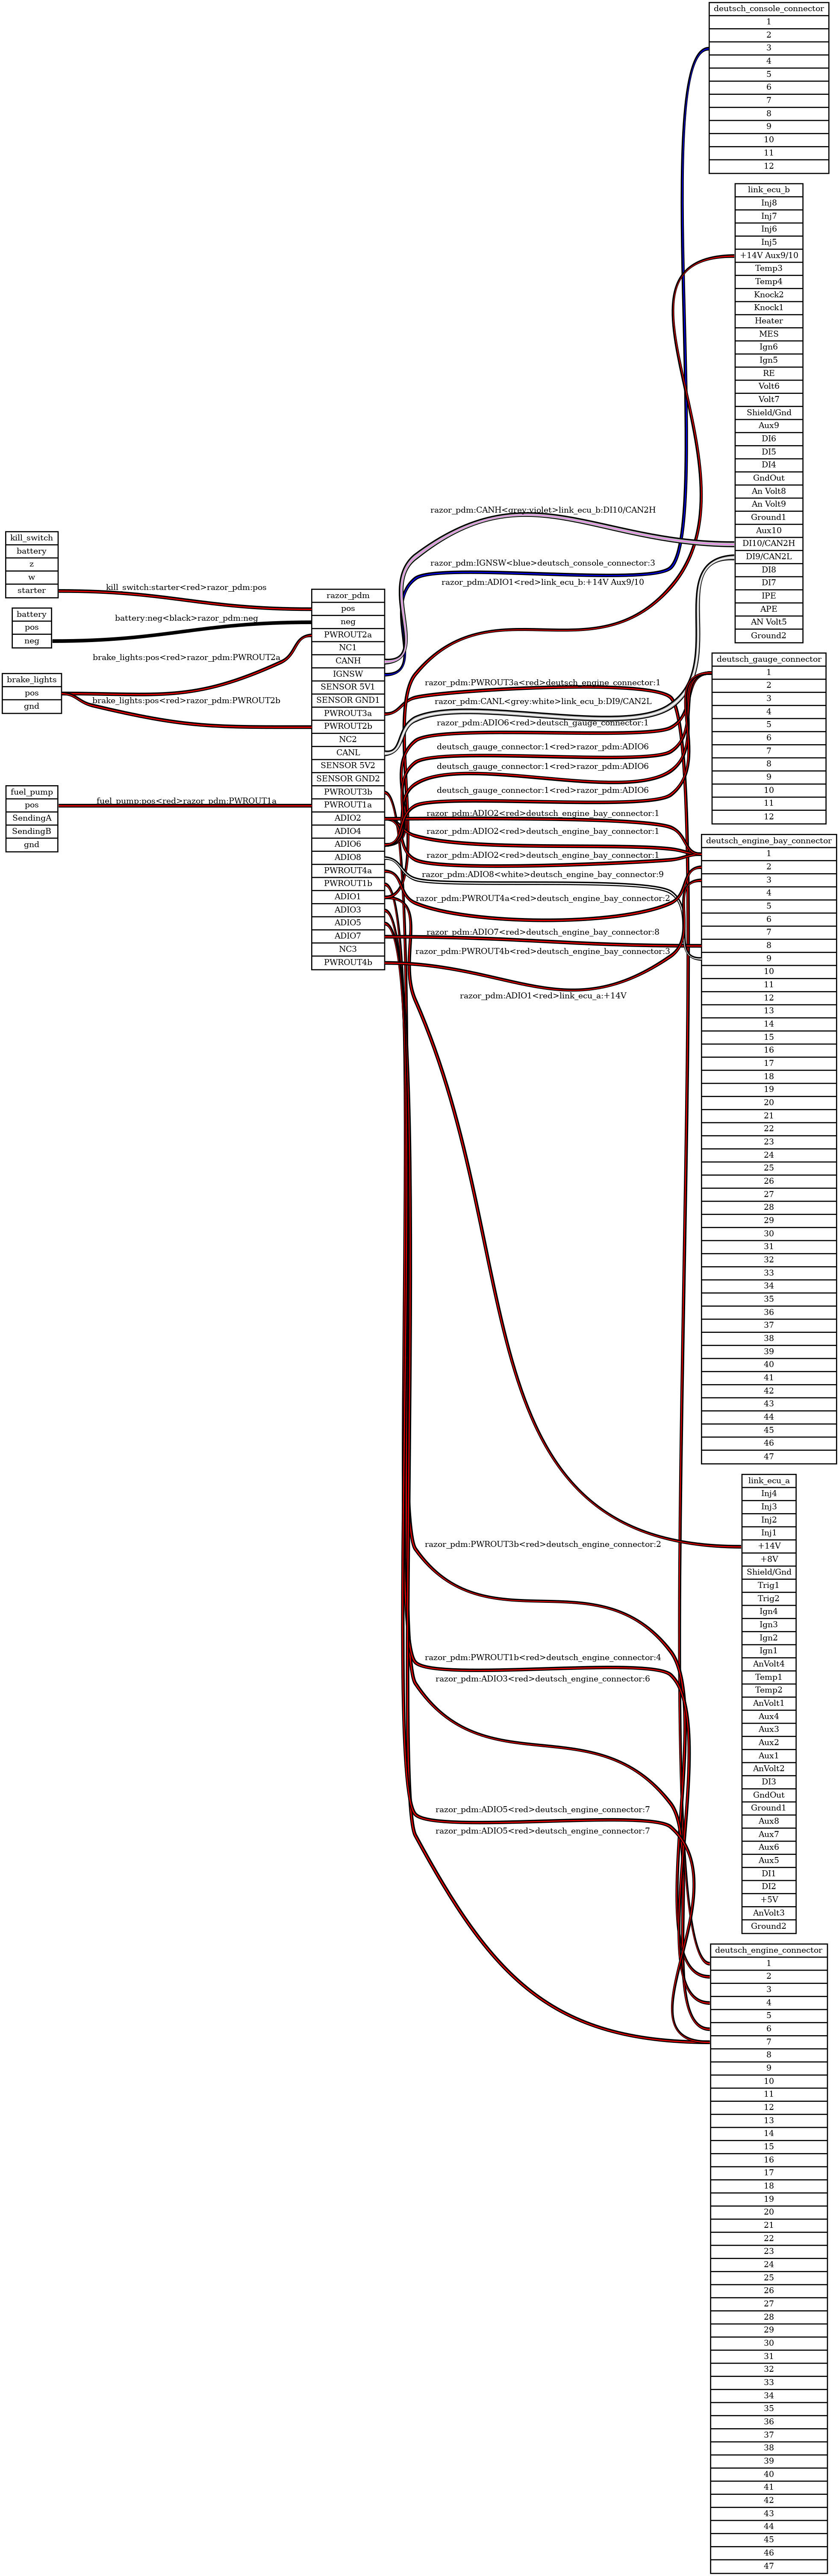 kill_switch
battery
z
w
starter
battery
pos
neg
brake_lights
pos
gnd
fuel_pump
pos
SendingA
SendingB
gnd
kill_switch:starter<red>razor_pdm:pos
battery:neg<black>razor_pdm:neg
brake_lights:pos<red>razor_pdm:PWROUT2a
brake_lights:pos<red>razor_pdm:PWROUT2b
fuel_pump:pos<red>razor_pdm:PWROUT1a
razor_pdm
pos
neg
PWROUT2a
NC1
CANH
IGNSW
SENSOR 5V1
SENSOR GND1
PWROUT3a
PWROUT2b
NC2
CANL
SENSOR 5V2
SENSOR GND2
PWROUT3b
PWROUT1a
ADIO2
ADIO4
ADIO6
ADIO8
PWROUT4a
PWROUT1b
ADIO1
ADIO3
ADIO5
ADIO7
NC3
PWROUT4b
razor_pdm:CANH<grey:violet>link_ecu_b:DI10/CAN2H
razor_pdm:IGNSW<blue>deutsch_console_connector:3
razor_pdm:ADIO1<red>link_ecu_b:+14V Aux9/10
razor_pdm:PWROUT3a<red>deutsch_engine_connector:1
razor_pdm:CANL<grey:white>link_ecu_b:DI9/CAN2L
razor_pdm:ADIO6<red>deutsch_gauge_connector:1
deutsch_gauge_connector:1<red>razor_pdm:ADIO6
deutsch_gauge_connector:1<red>razor_pdm:ADIO6
deutsch_gauge_connector:1<red>razor_pdm:ADIO6
razor_pdm:ADIO2<red>deutsch_engine_bay_connector:1
razor_pdm:ADIO2<red>deutsch_engine_bay_connector:1
razor_pdm:ADIO2<red>deutsch_engine_bay_connector:1
razor_pdm:ADIO8<white>deutsch_engine_bay_connector:9
razor_pdm:PWROUT4a<red>deutsch_engine_bay_connector:2
razor_pdm:ADIO7<red>deutsch_engine_bay_connector:8
razor_pdm:PWROUT4b<red>deutsch_engine_bay_connector:3
razor_pdm:ADIO1<red>link_ecu_a:+14V
razor_pdm:PWROUT3b<red>deutsch_engine_connector:2
razor_pdm:PWROUT1b<red>deutsch_engine_connector:4
razor_pdm:ADIO3<red>deutsch_engine_connector:6
razor_pdm:ADIO5<red>deutsch_engine_connector:7
razor_pdm:ADIO5<red>deutsch_engine_connector:7
deutsch_console_connector
1
2
3
4
5
6
7
8
9
10
11
12
link_ecu_b
Inj8
Inj7
Inj6
Inj5
+14V Aux9/10
Temp3
Temp4
Knock2
Knock1
Heater
MES
Ign6
Ign5
RE
Volt6
Volt7
Shield/Gnd
Aux9
DI6
DI5
DI4
GndOut
An Volt8
An Volt9
Ground1
Aux10
DI10/CAN2H
DI9/CAN2L
DI8
DI7
IPE
APE
AN Volt5
Ground2
deutsch_gauge_connector
1
2
3
4
5
6
7
8
9
10
11
12
deutsch_engine_bay_connector
1
2
3
4
5
6
7
8
9
10
11
12
13
14
15
16
17
18
19
20
21
22
23
24
25
26
27
28
29
30
31
32
33
34
35
36
37
38
39
40
41
42
43
44
45
46
47
link_ecu_a
Inj4
Inj3
Inj2
Inj1
+14V
+8V
Shield/Gnd
Trig1
Trig2
Ign4
Ign3
Ign2
Ign1
AnVolt4
Temp1
Temp2
AnVolt1
Aux4
Aux3
Aux2
Aux1
AnVolt2
DI3
GndOut
Ground1
Aux8
Aux7
Aux6
Aux5
DI1
DI2
+5V
AnVolt3
Ground2
deutsch_engine_connector
1
2
3
4
5
6
7
8
9
10
11
12
13
14
15
16
17
18
19
20
21
22
23
24
25
26
27
28
29
30
31
32
33
34
35
36
37
38
39
40
41
42
43
44
45
46
47